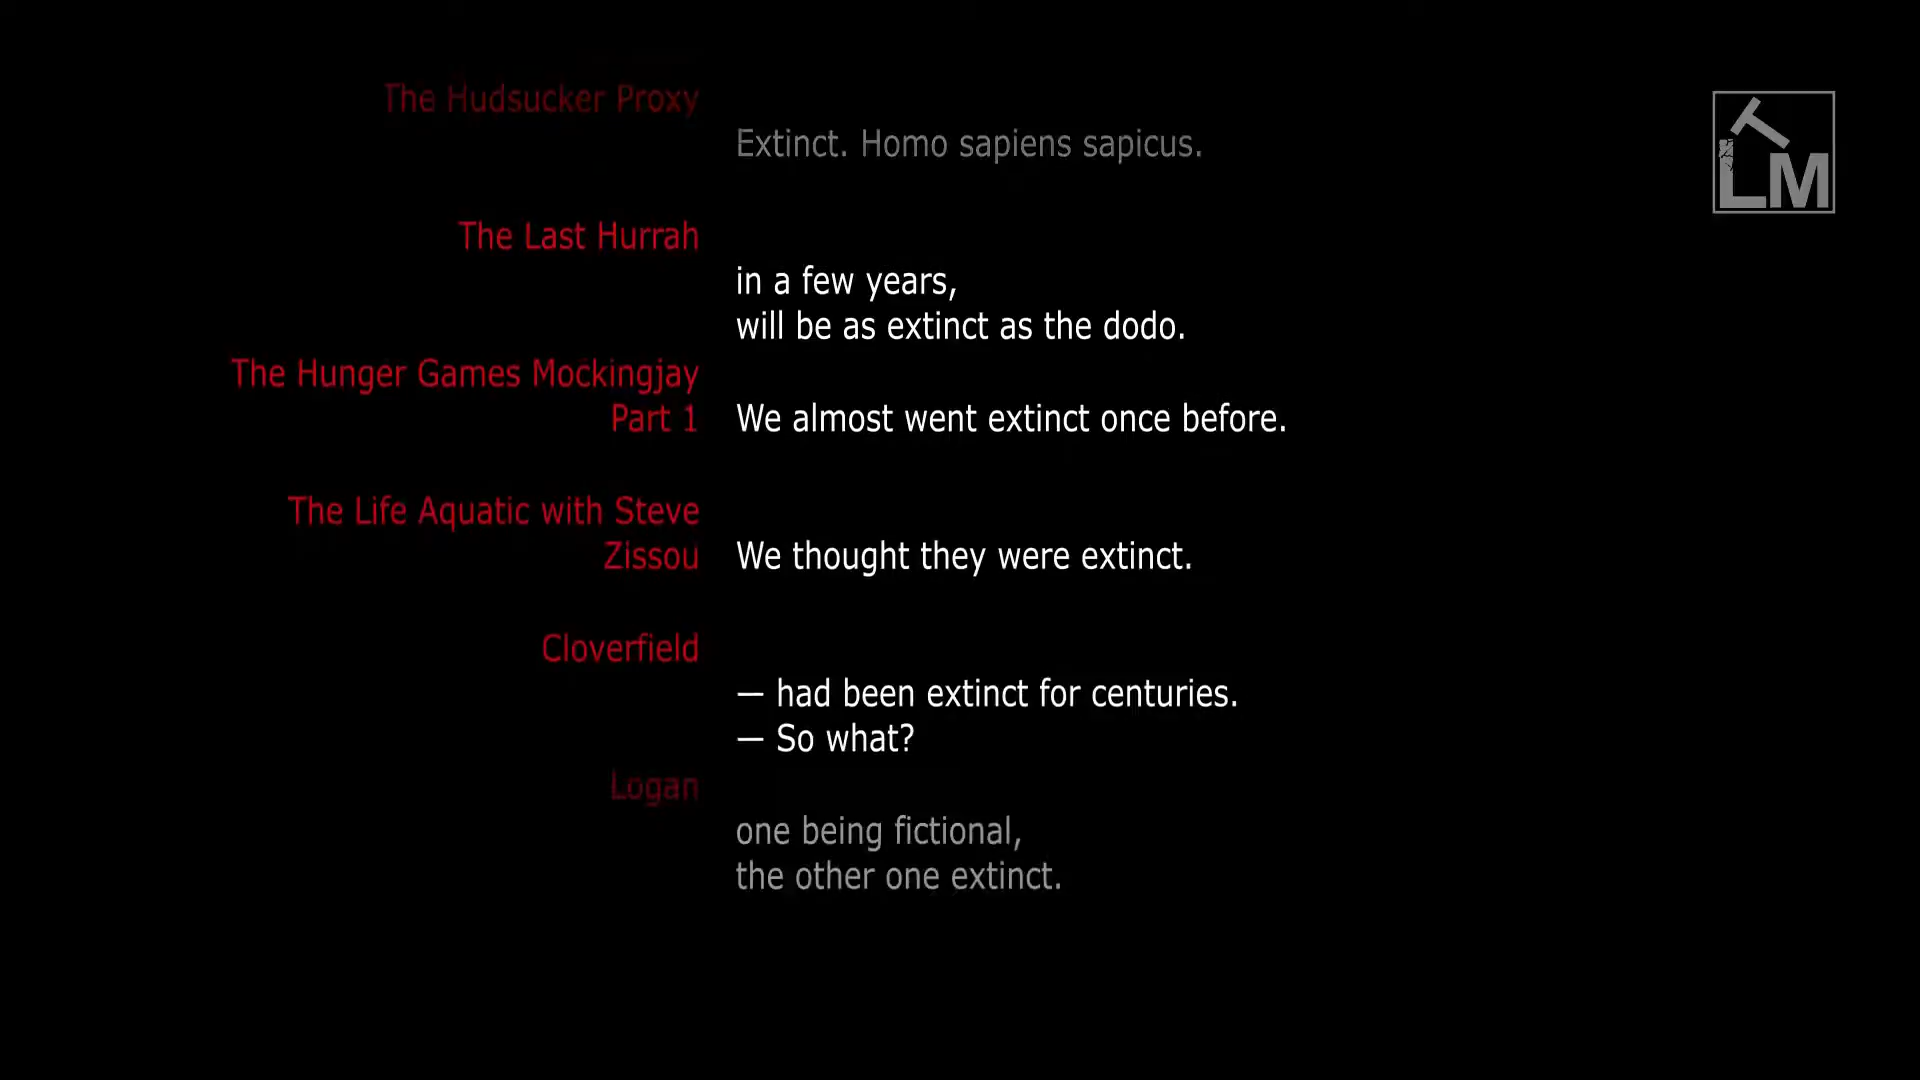 The Hudsucker Proxy
Extinct. Homo sapiens sapicus.
The Last Hurrah
in a few years,
will be as extinct as the dodo.
The Hunger Games Mockingjay
Part 1
We almost went extinct once before.
The Life Aquatic with Steve
Zissou
We thought they were extinct.
Cloverfield
— had been extinct for centuries.
— So what?
Logan
one being fictional,
the other one extinct.
TLM